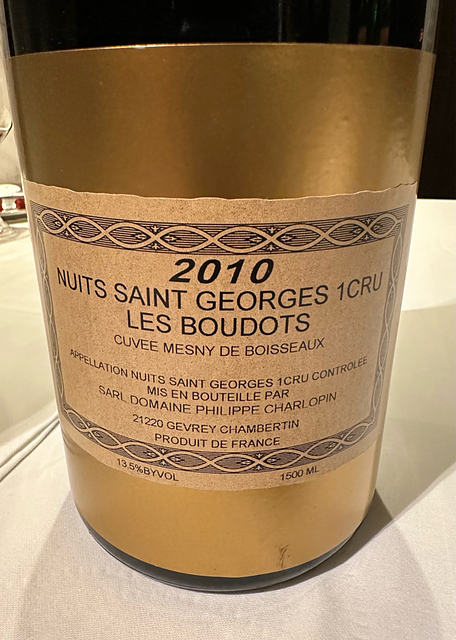 2010
NUITS SAINT GEORGES 1CRU
LES BOUDOTS
CUVEE MESNY DE BOISSEAUX
APPELLATION NUITS SAINT GEORGES 1CRU CONTROLEE
MIS EN BOUTEILLE PAR
SARL DOMAINE PHILIPPE CHARLOPIN
21220 GEVREY CHAMBERTIN
PRODUIT DE FRANCE
13,5%BYVOL 1500 ML